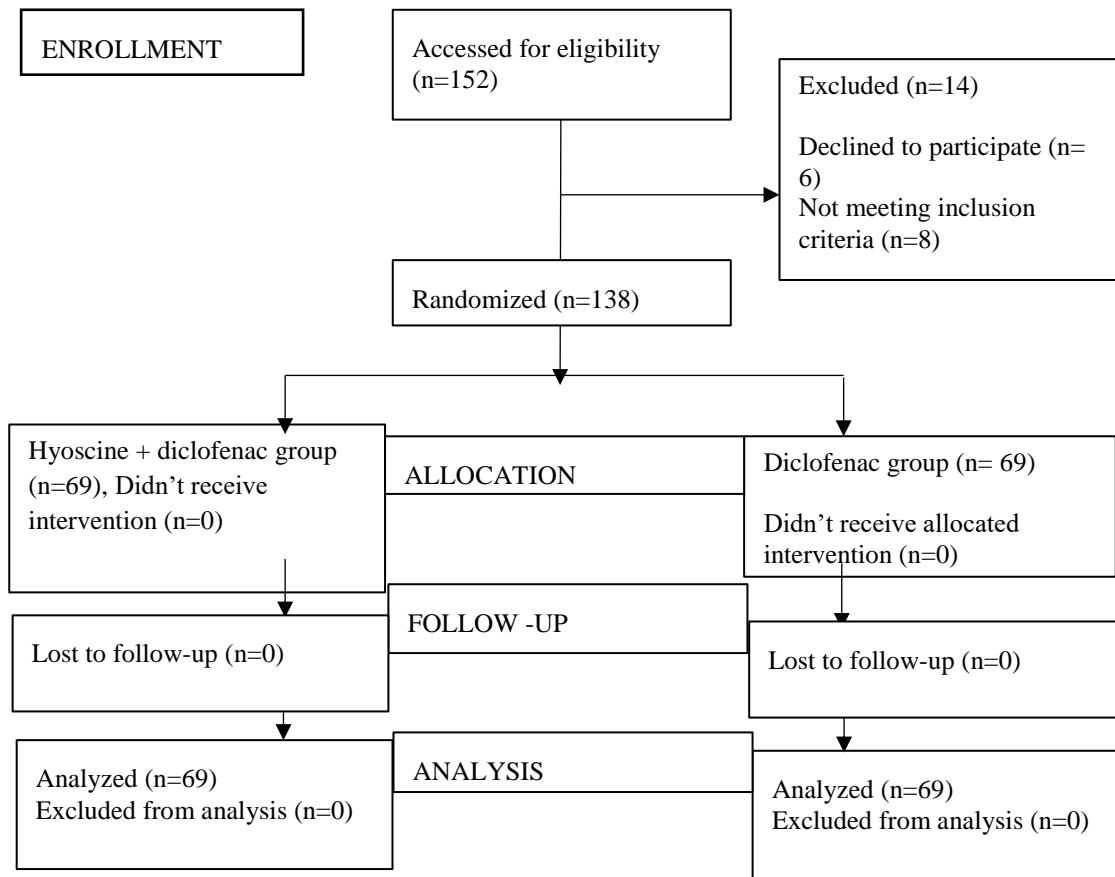 ENROLLMENT
Accessed for eligibility
(n=152)
Excluded (n=14)
Declined to participate (n=
6)
Not meeting inclusion
criteria (n=8)
Randomized (n=138)
Hyoscine + diclofenac group
(n=69), Didn’t receive
intervention (n=0)
ALLOCATION
Diclofenac group (n= 69)
Didn’t receive allocated
intervention (n=0)
FOLLOW -UP
Lost to follow-up (n=0)
Lost to follow-up (n=0)
Analyzed (n=69)
Excluded from analysis (n=0)
ANALYSIS
Analyzed (n=69)
Excluded from analysis (n=0)